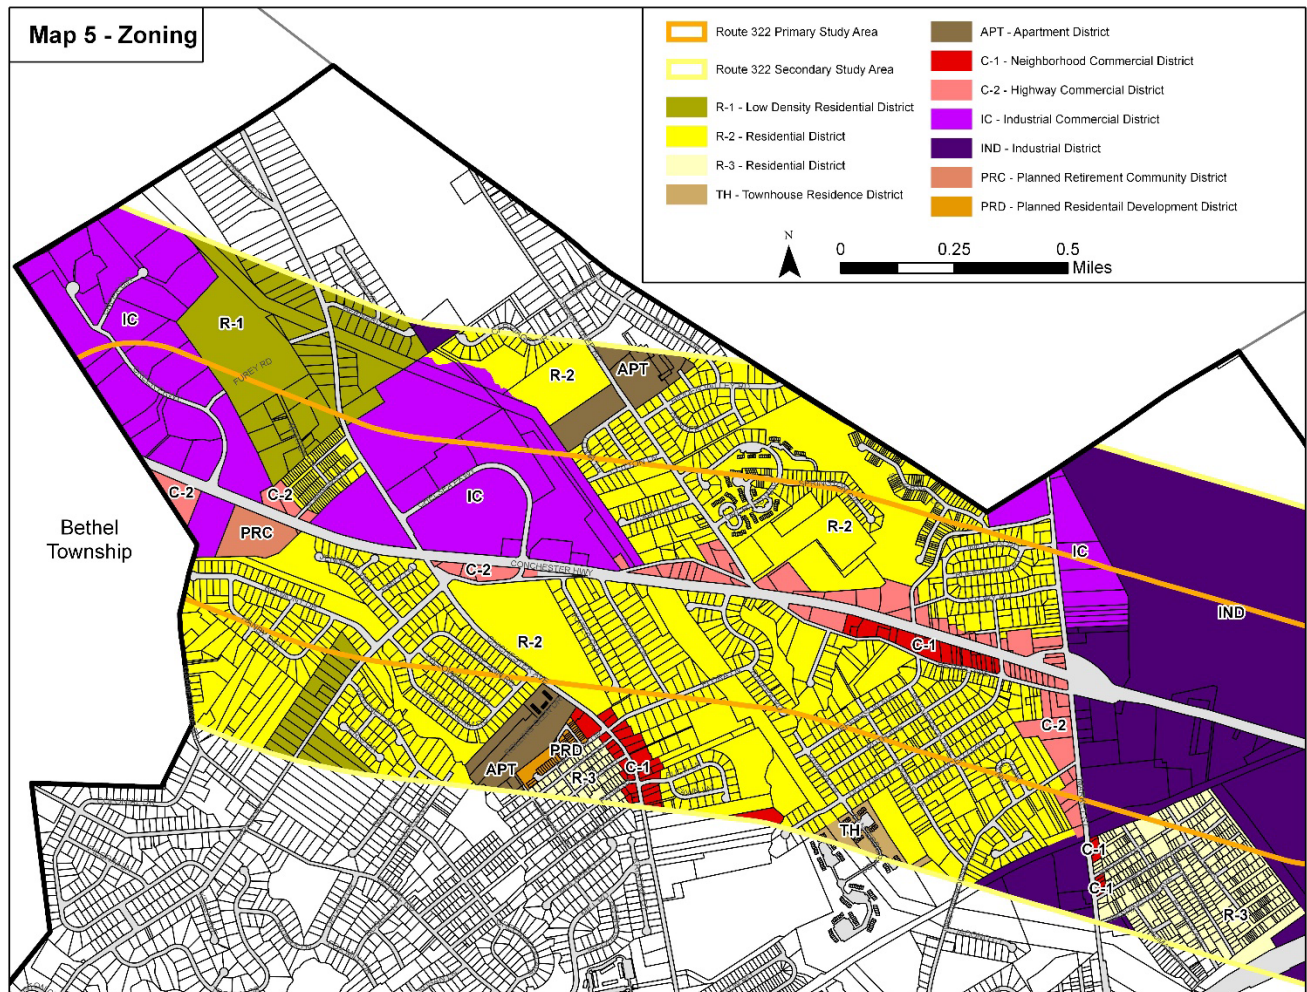 Map 5 - Zoning
Route 322 Primary Study Area
Route 322 Secondary Study Area
R-1 - Low Density Residential District
R-2 - Residential District
R-3 - Residential District
TH - Townhouse Residence District
APT - Apartment District
C-1 - Neighborhood Commercial District
C-2 - Highway Commercial District
IC - Industrial Commercial District
IND - Industrial District
PRC - Planned Retirement Community District
PRD - Planned Residentail Development District
N
0 0.25 0.5
Miles
IC
R-1
FUREY RD
R-2
APT
C-2
C-2
IC
PRC
Bethel
Township
C-2
CONCHESTER HWY
R-2
IC
IND
R-2
C-1
C-2
PRD
APT
R-3
C-1
TH
C-1
C-1
R-3